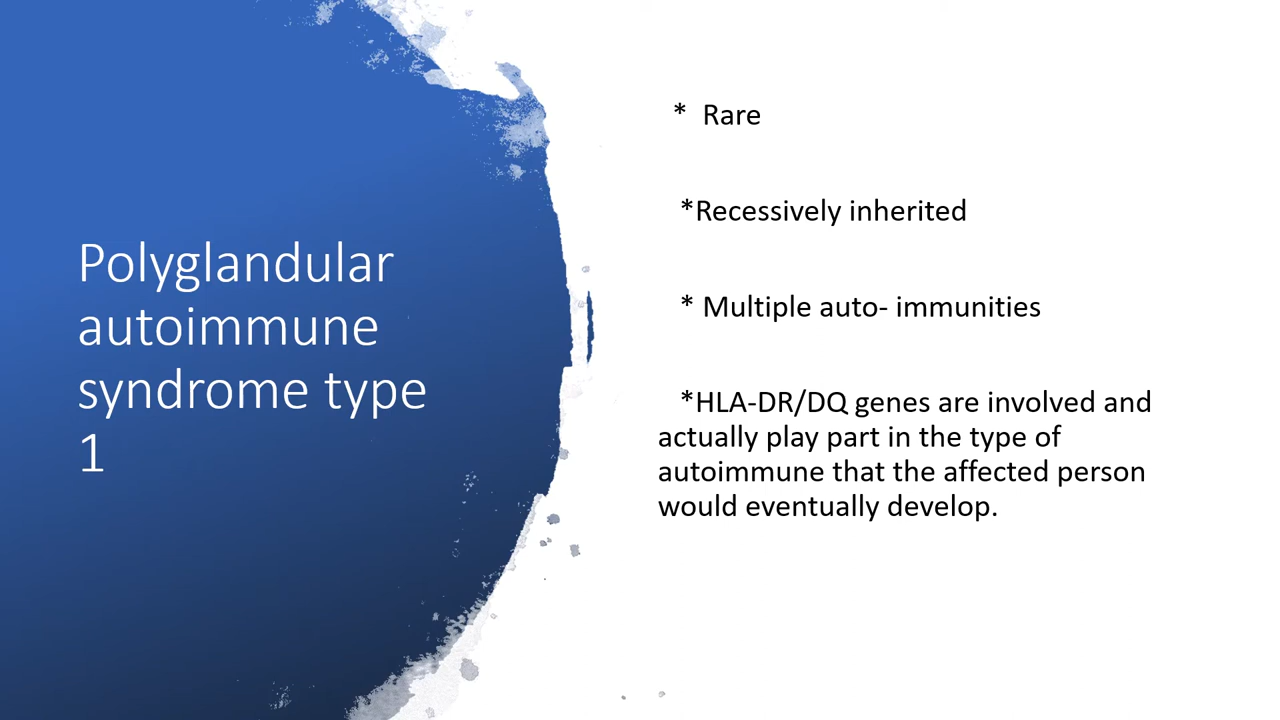 Polyglandular
autoimmune
syndrome type
1
* Rare
*Recessively inherited
* Multiple auto- immunities
*HLA-DR/DQ genes are involved and
actually play part in the type of
autoimmune that the affected person
would eventually develop.